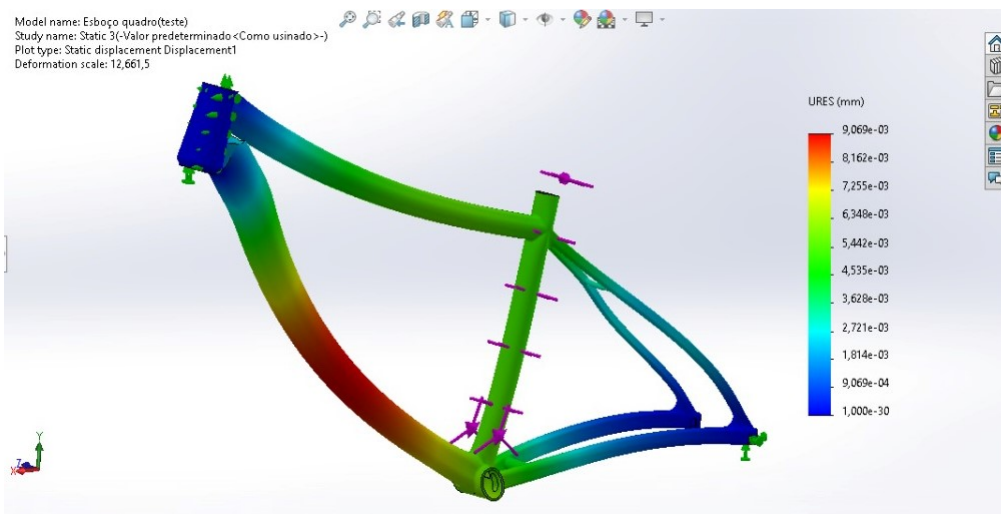 Model name: Esboço quadro(teste)
Study name: Static 3(-Valor predeterminado<Como usinado>-)
Plot type: Static displacement Displacement1
Deformation scale: 12,661,5
URES (mm)
9,069e-03
8,162e-03
7,255e-03
6,348e-03
5,442e-03
4,535e-03
3,628e-03
2,721e-03
1,814e-03
9,069e-04
1,000e-30
Y
Z
X